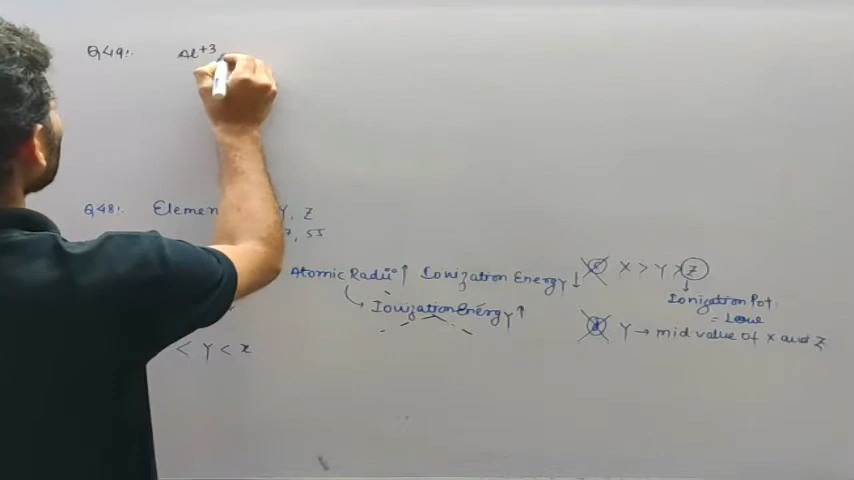 Q49:. Al+3
Q48:. Elemen Y, Z
7, 55
Atomic Radii ↑ Ionization Energy ↓ X > Y > Z
Ionization Energy ↑
Ionization Pot.
= Low
Y → mid value of x and z
< Y < z